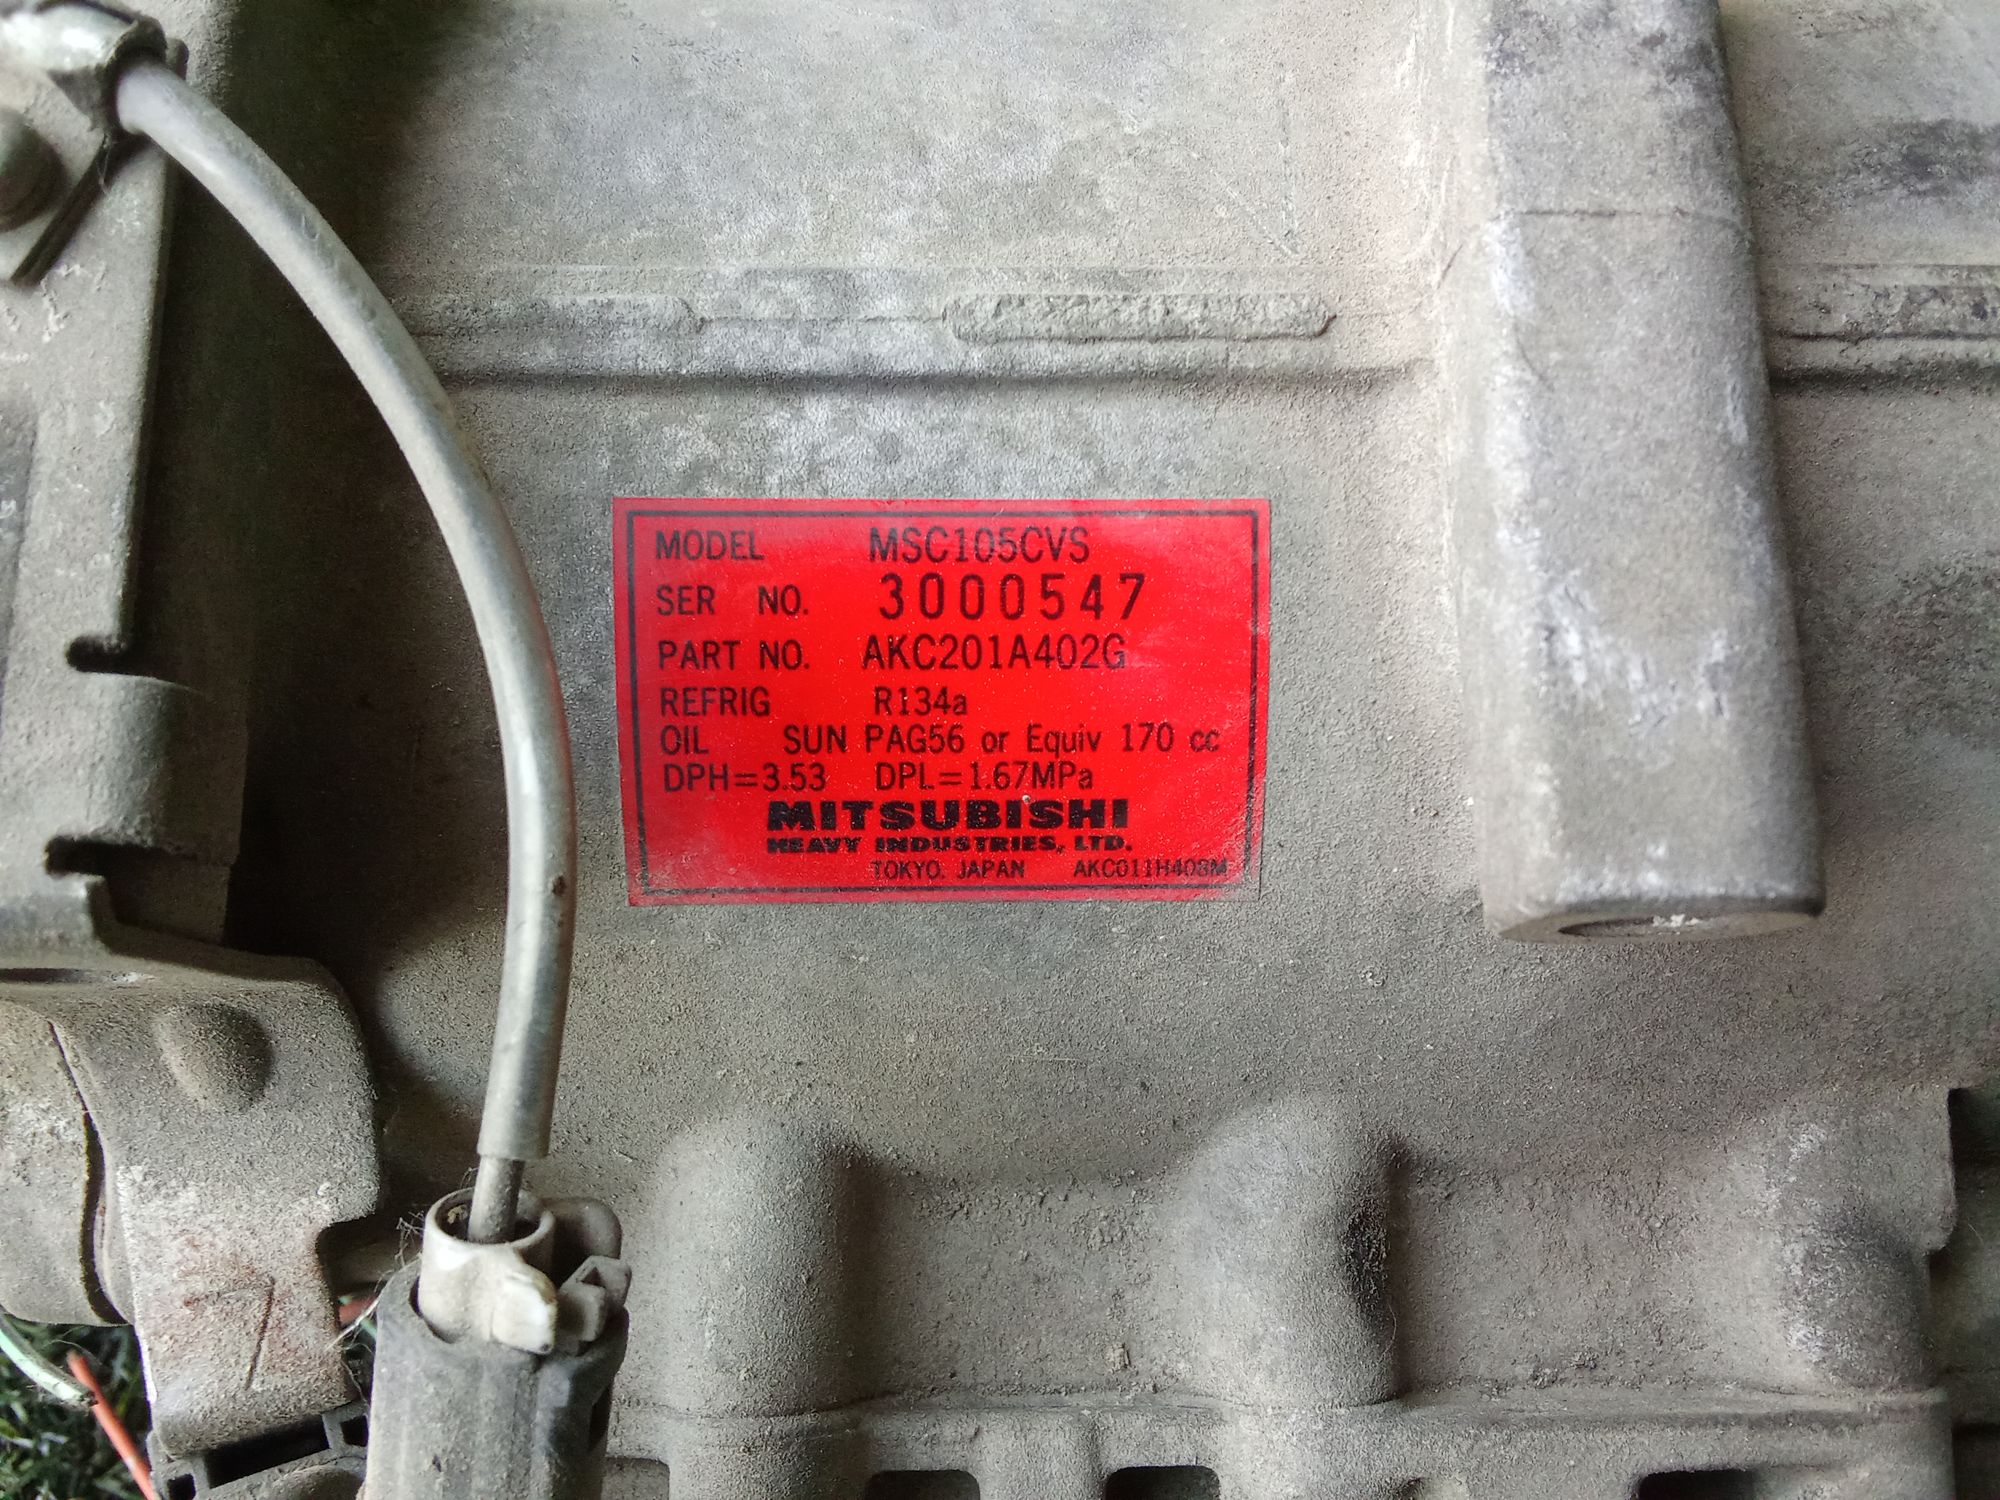 MODEL MSC105CVS
SER NO. 3000547
PART NO. AKC201A402G
REFRIG R134a
OIL SUN PAG56 or Equiv 170 cc
DPH=3.53 DPL=1.67MPa
MITSUBISHI
HEAVY INDUSTRIES, LTD.
TOKYO. JAPAN AKC011H408M